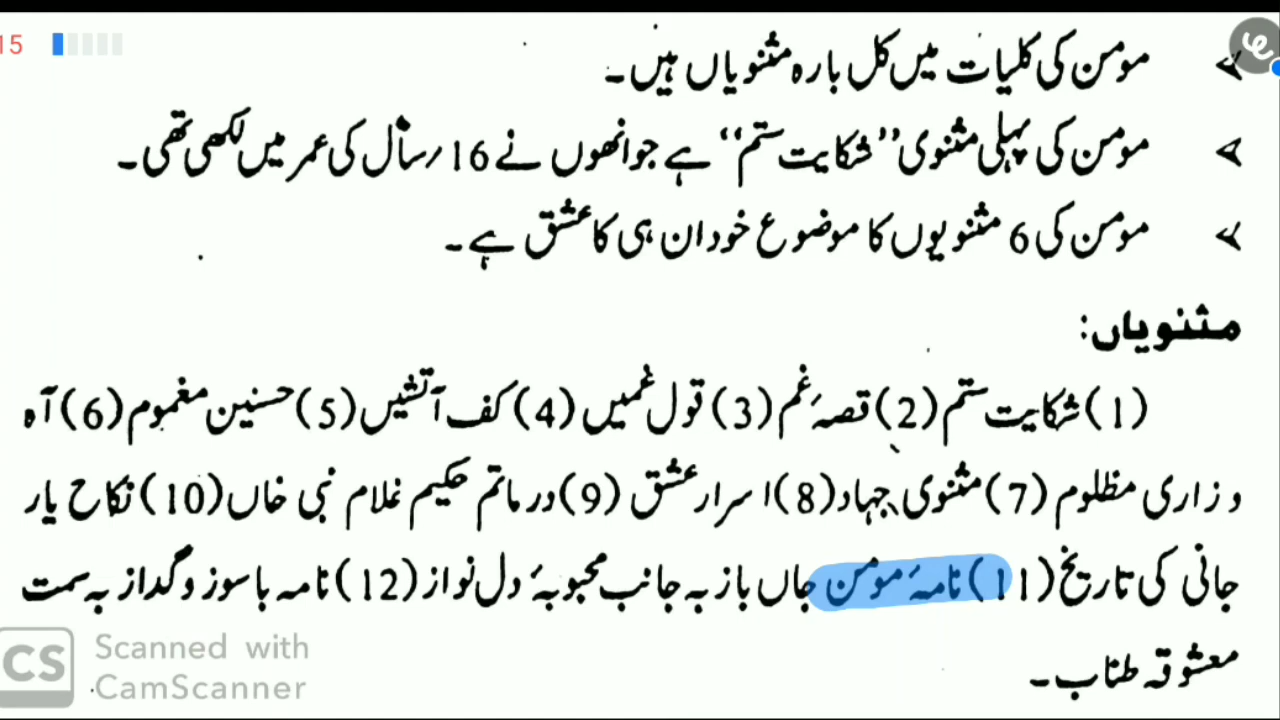 15
مومن کی کلیات میں کل بارہ مثنویاں ہیں۔
مومن کی پہلی مثنوی ”شکایت ستم“ ہے جو انھوں نے 16؍سال کی عمر میں لکھی تھی۔
مومن کی 6 مثنویوں کا موضوع خود ان ہی کا عشق ہے۔
مثنویاں:
(1) شکایت ستم (2) قصۂ غم (3) قول غمیں (4) کف آتشیں (5) حسنین مغموم (6) آہ
و زاری مظلوم (7) مثنوی جہاد (8) اسرار عشق (9) در ماتم حکیم غلام نبی خاں (10) نکاح یار
جانی کی تاریخ (11) نامۂ مومن جاں باز بہ جانب محبوبۂ دل نواز (12) نامہ با سوز و گداز بہ سمت
معشوقہ طناب۔
CS Scanned with
CamScanner